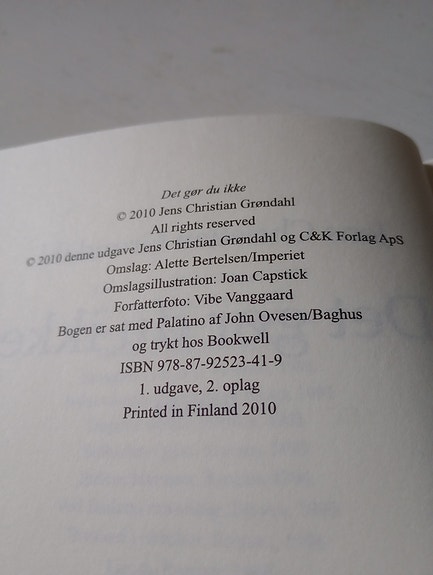 Det gør du ikke
© 2010 Jens Christian Grøndahl
All rights reserved
© 2010 denne udgave Jens Christian Grøndahl og C&K Forlag ApS
Omslag: Alette Bertelsen/Imperiet
Omslagsillustration: Joan Capstick
Forfatterfoto: Vibe Vanggaard
Bogen er sat med Palatino af John Ovesen/Baghus
og trykt hos Bookwell
ISBN 978-87-92523-41-9
1. udgave, 2. oplag
Printed in Finland 2010